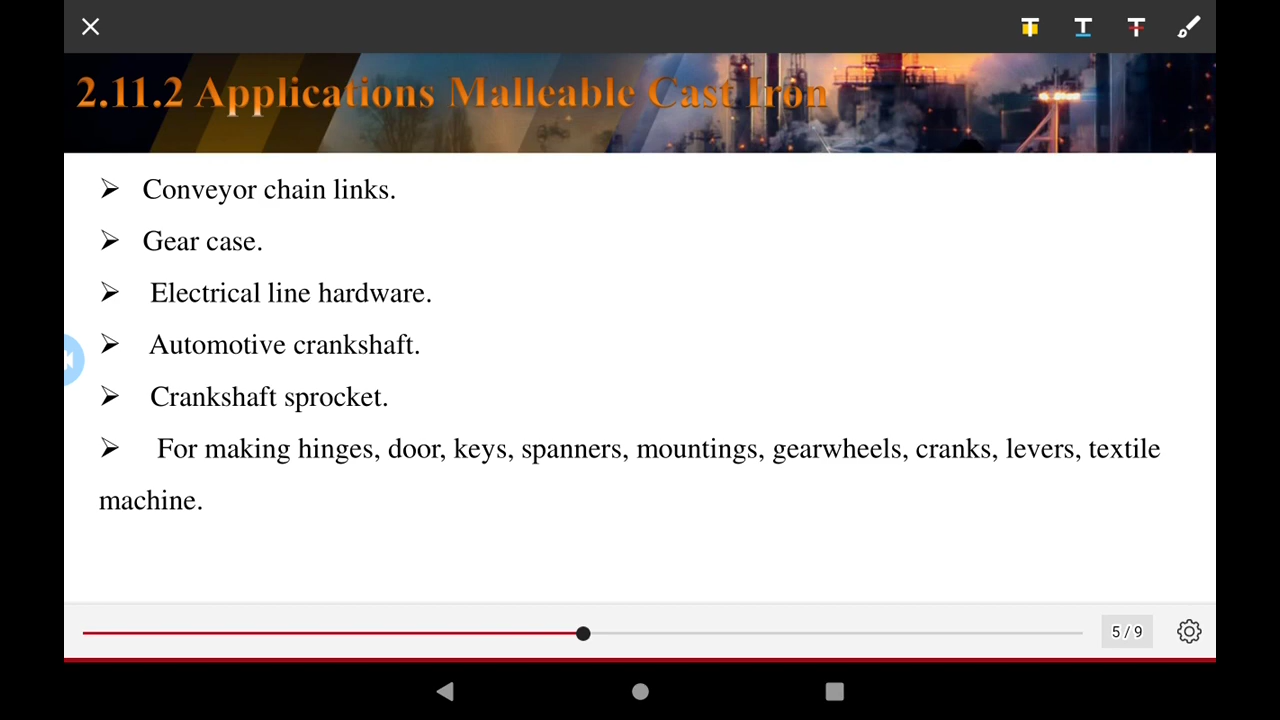 2.11.2 Applications Malleable Cast Iron
➢ Conveyor chain links.
➢ Gear case.
➢ Electrical line hardware.
➢ Automotive crankshaft.
➢ Crankshaft sprocket.
➢ For making hinges, door, keys, spanners, mountings, gearwheels, cranks, levers, textile
machine.
5 / 9